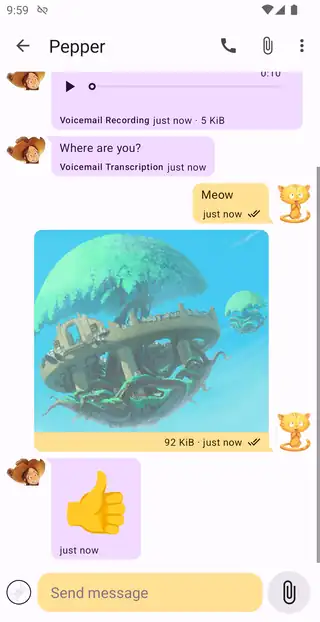 9:59
Pepper
0:10
Voicemail Recording just now · 5 KiB
Where are you?
Voicemail Transcription just now
Meow
just now
92 KiB · just now
just now
Send message